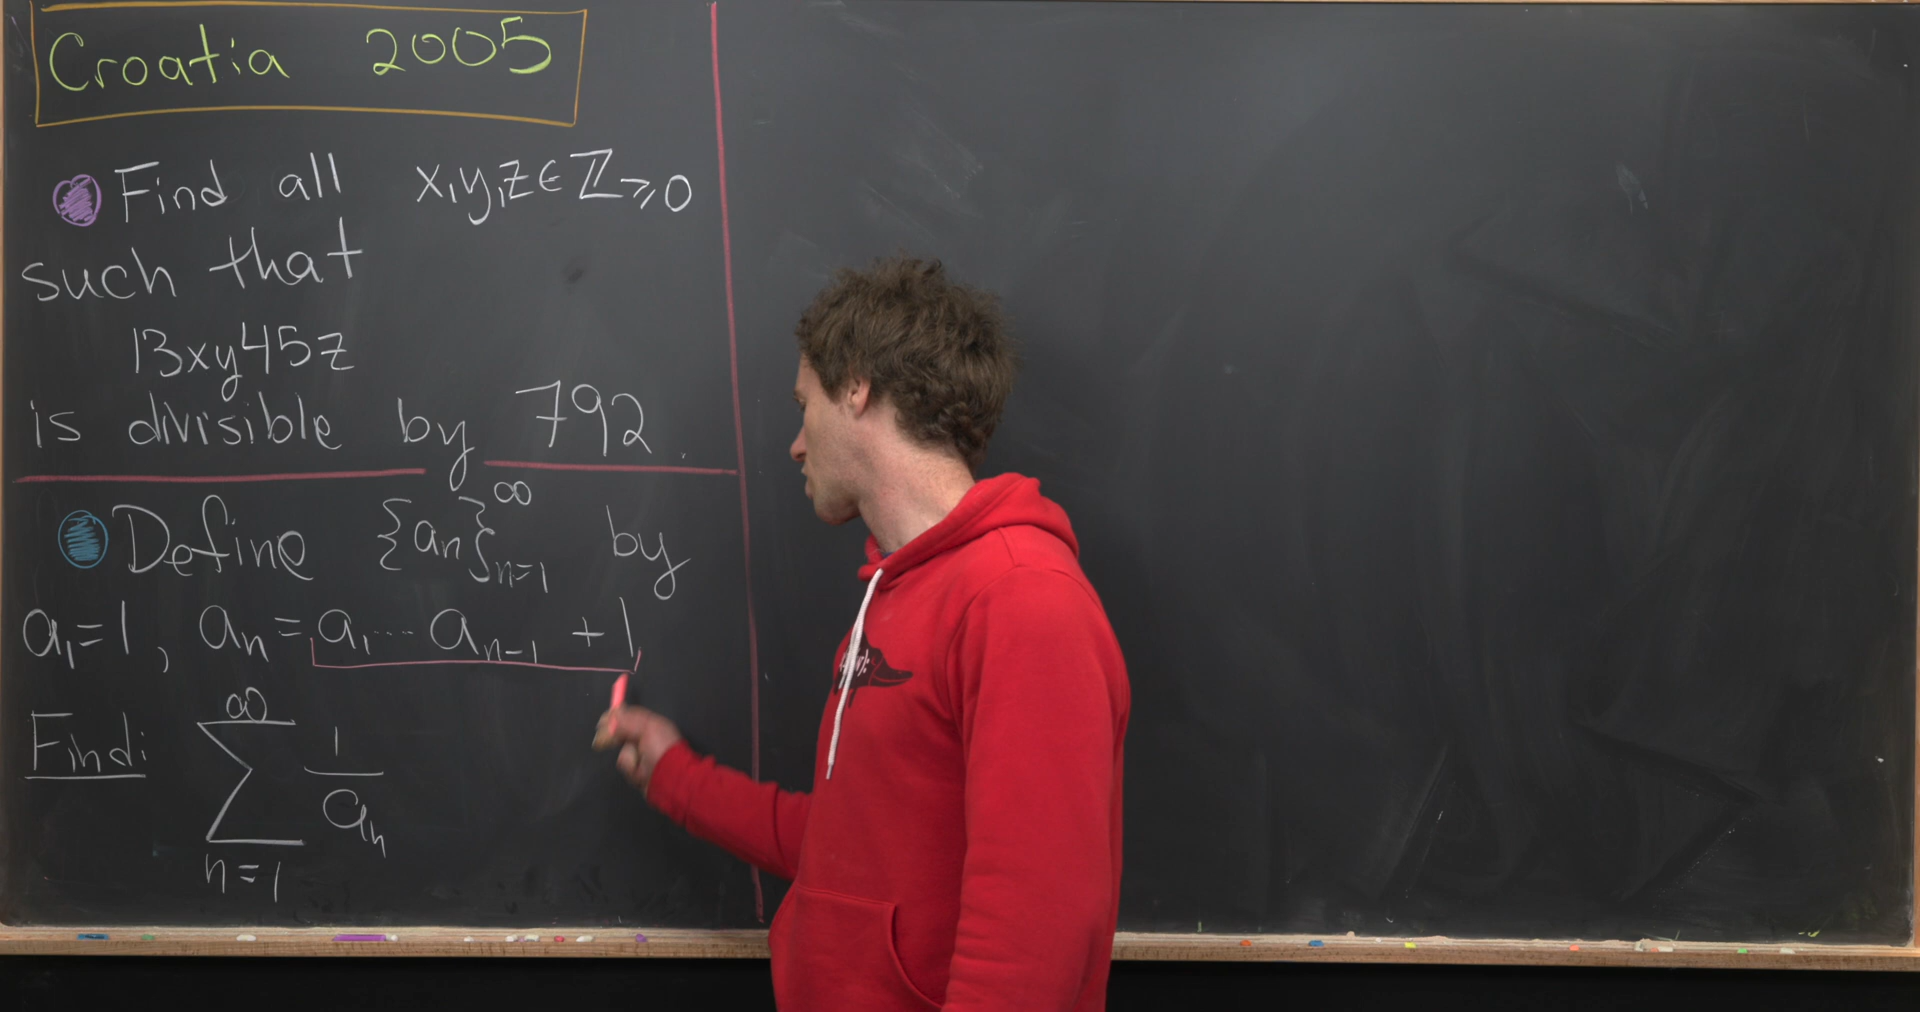 Croatia 2005
Find all x,y,z∈ℤ≥0
such that
13xy45z
is divisible by 792.
Define {an}∞n=1 by
a1=1, an=a1...an-1 +1
Find: ∞∑n=1 1/an